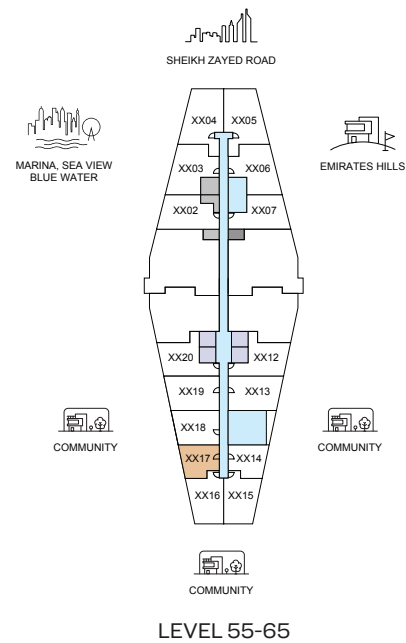 SHEIKH ZAYED ROAD
MARINA, SEA VIEW
BLUE WATER
EMIRATES HILLS
XX04 XX05
XX03 XX06
XX02 XX07
XX20 XX12
XX19 XX13
XX18
XX17 XX14
XX16 XX15
COMMUNITY
COMMUNITY
COMMUNITY
LEVEL 55-65